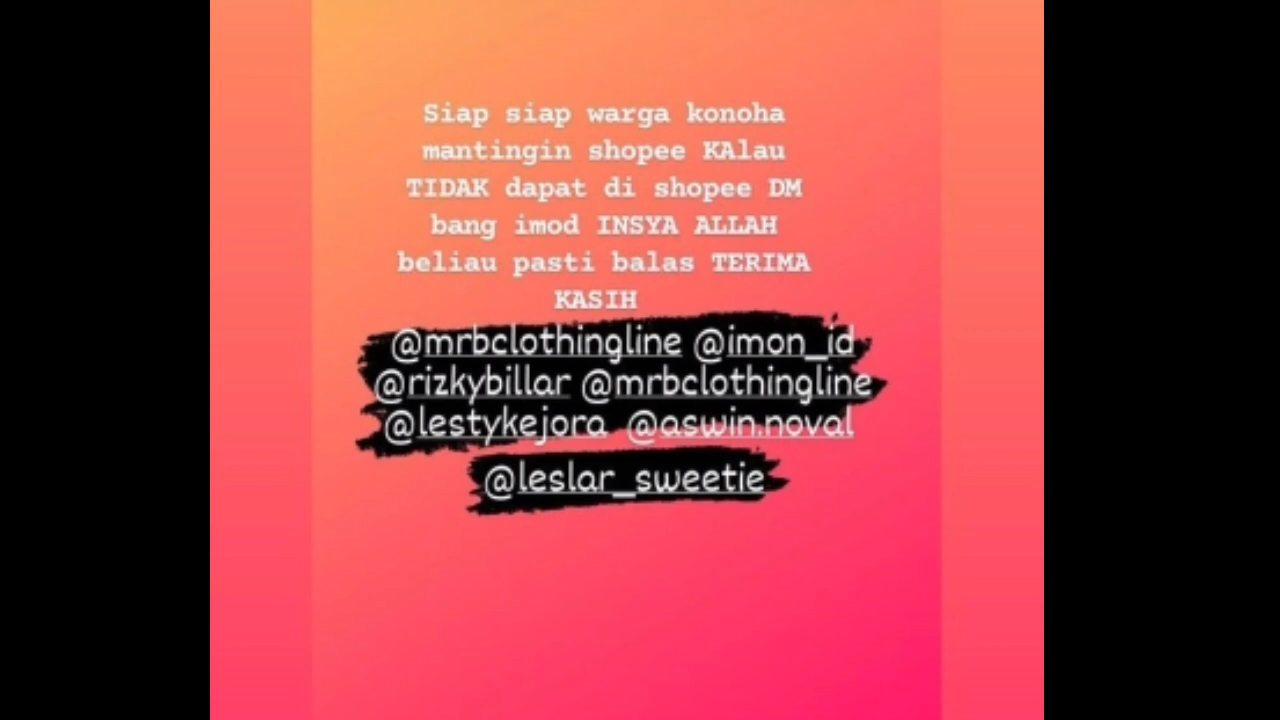 Siap siap warga konoha
mantingin shopee KAlau
TIDAK dapat di shopee DM
bang imod INSYA ALLAH
beliau pasti balas TERIMA
KASIH
@mrbclothingline @imon_id
@rizkybillar @mrbclothingline
@lestykejora @aswin.noval
@leslar_sweetie